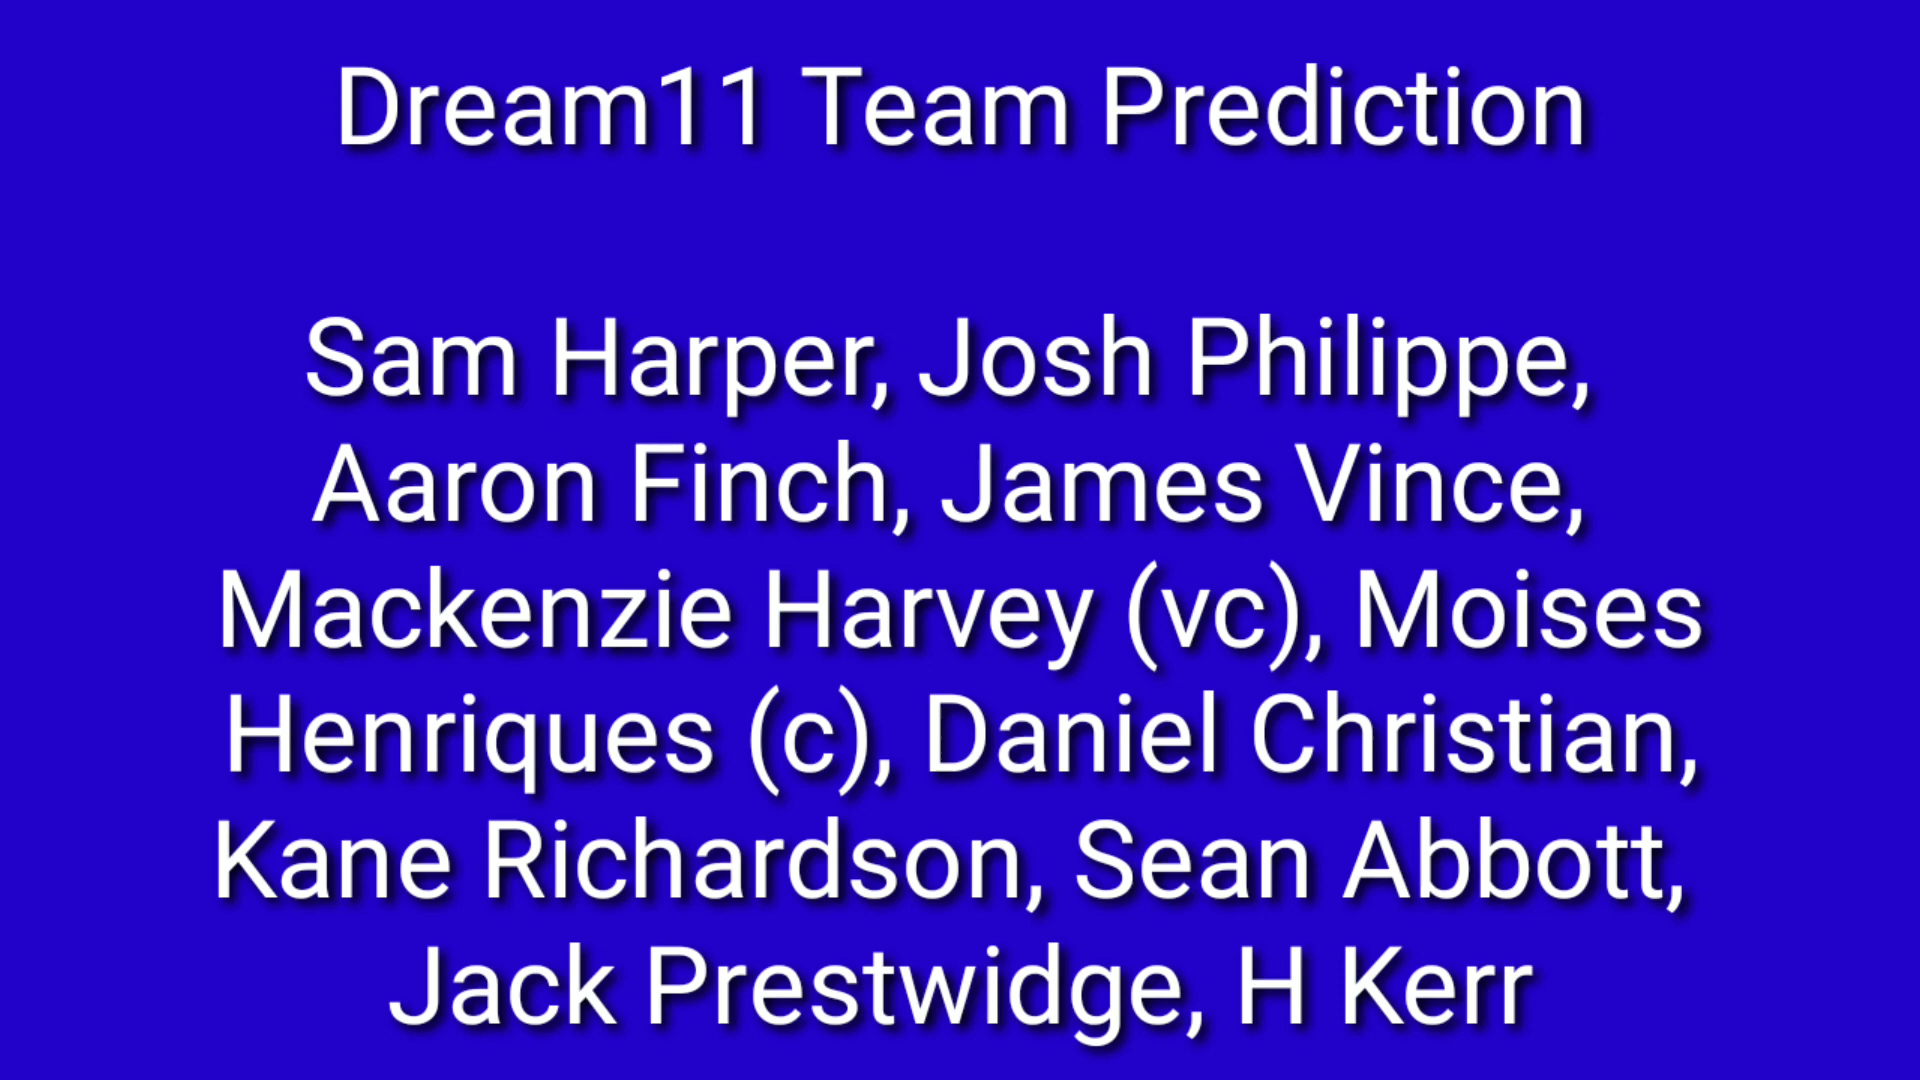 Dream11 Team Prediction
Sam Harper, Josh Philippe,
Aaron Finch, James Vince,
Mackenzie Harvey (vc), Moises
Henriques (c), Daniel Christian,
Kane Richardson, Sean Abbott,
Jack Prestwidge, H Kerr